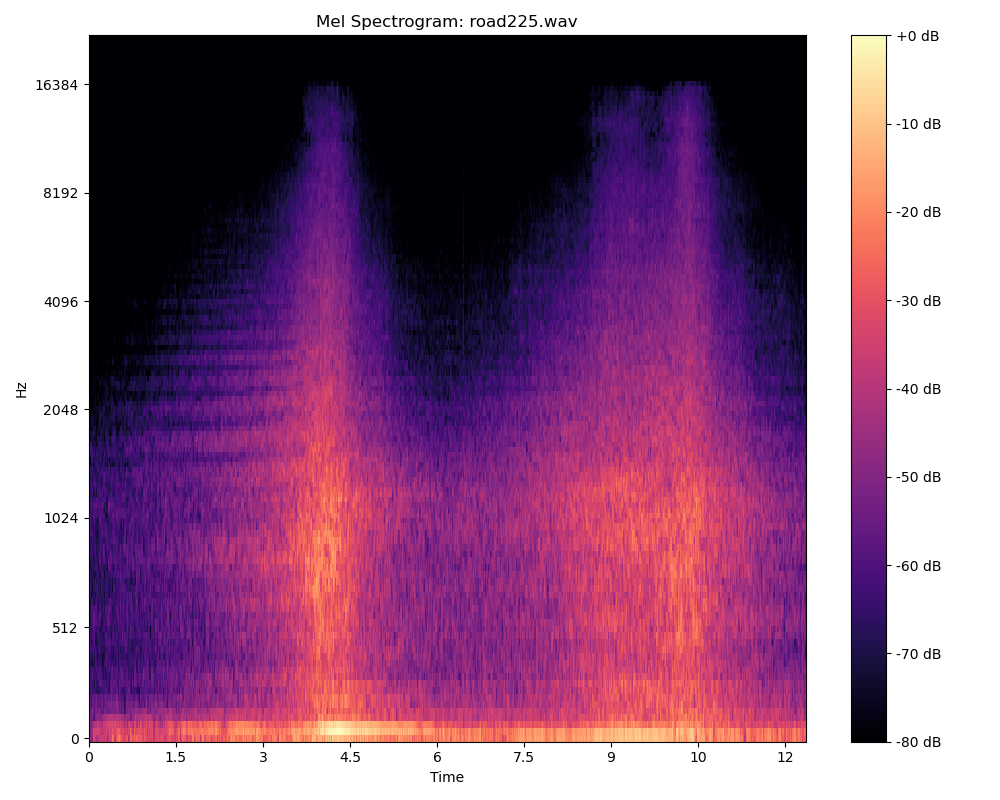 Mel Spectrogram: road225.wav
16384
8192
4096
2048
1024
512
0
Hz
0 1.5 3 4.5 6 7.5 9 10 12
Time
+0 dB
-10 dB
-20 dB
-30 dB
-40 dB
-50 dB
-60 dB
-70 dB
-80 dB